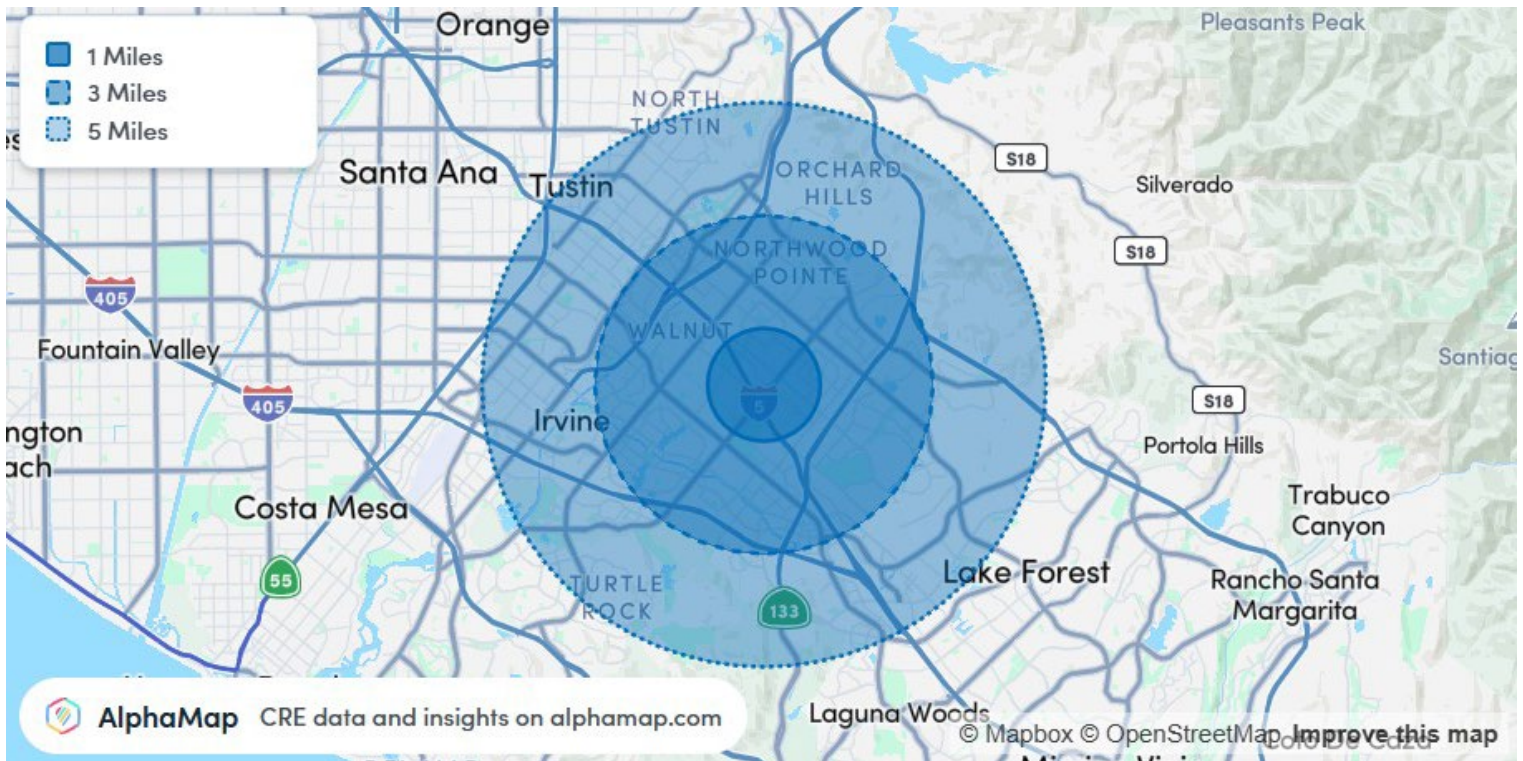 1 Miles
3 Miles
5 Miles
Orange
Pleasants Peak
NORTH
TUSTIN
Santa Ana
Tustin
ORCHARD
HILLS
S18
Silverado
405
NORTHWOOD
POINTE
S18
Fountain Valley
WALNUT
Santiag
405
5
S18
Irvine
ngton
ach
Portola Hills
Costa Mesa
Trabuco
Canyon
55
TURTLE
ROCK
133
Lake Forest
Rancho Santa
Margarita
AlphaMap CRE data and insights on alphamap.com
Laguna Woods
© Mapbox © OpenStreetMap Improve this map